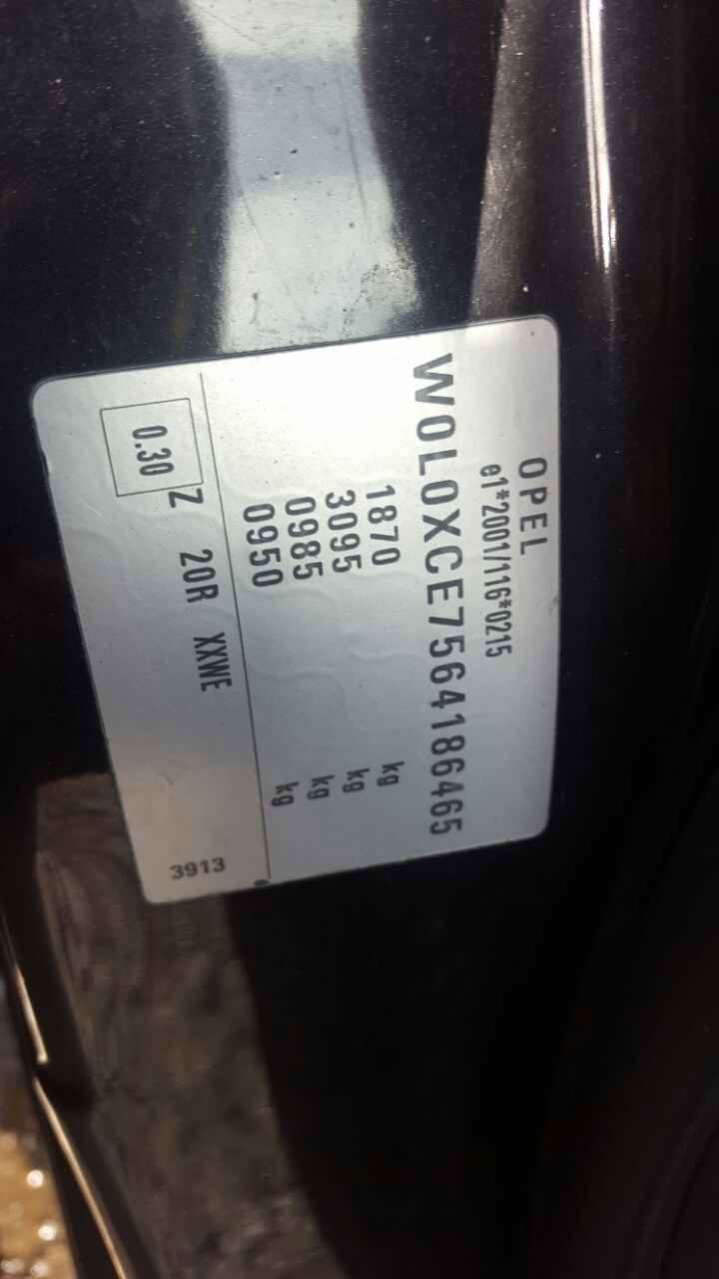 OPEL
e1*2001/116*0215
W0L0XCE7564186465
1870 kg
3095 kg
0985 kg
0950 kg
0.30 Z 20R XXWE
3913